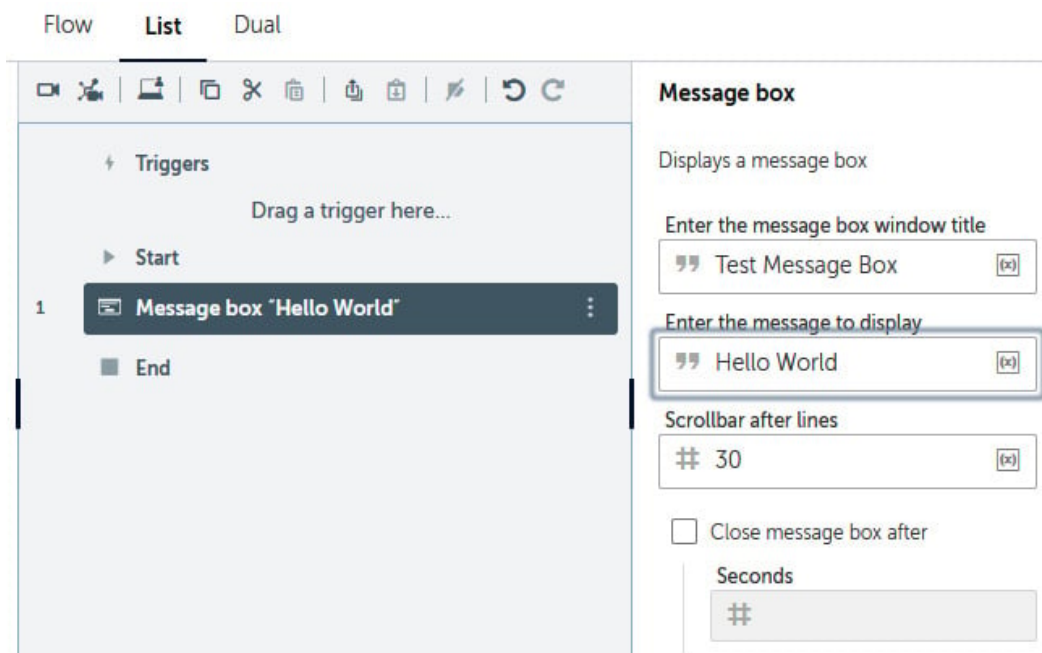 Flow List Dual
Triggers
Drag a trigger here...
Start
1 Message box "Hello World"
End
Message box
Displays a message box
Enter the message box window title
Test Message Box
(x)
Enter the message to display
Hello World
(x)
Scrollbar after lines
30
(x)
Close message box after
Seconds